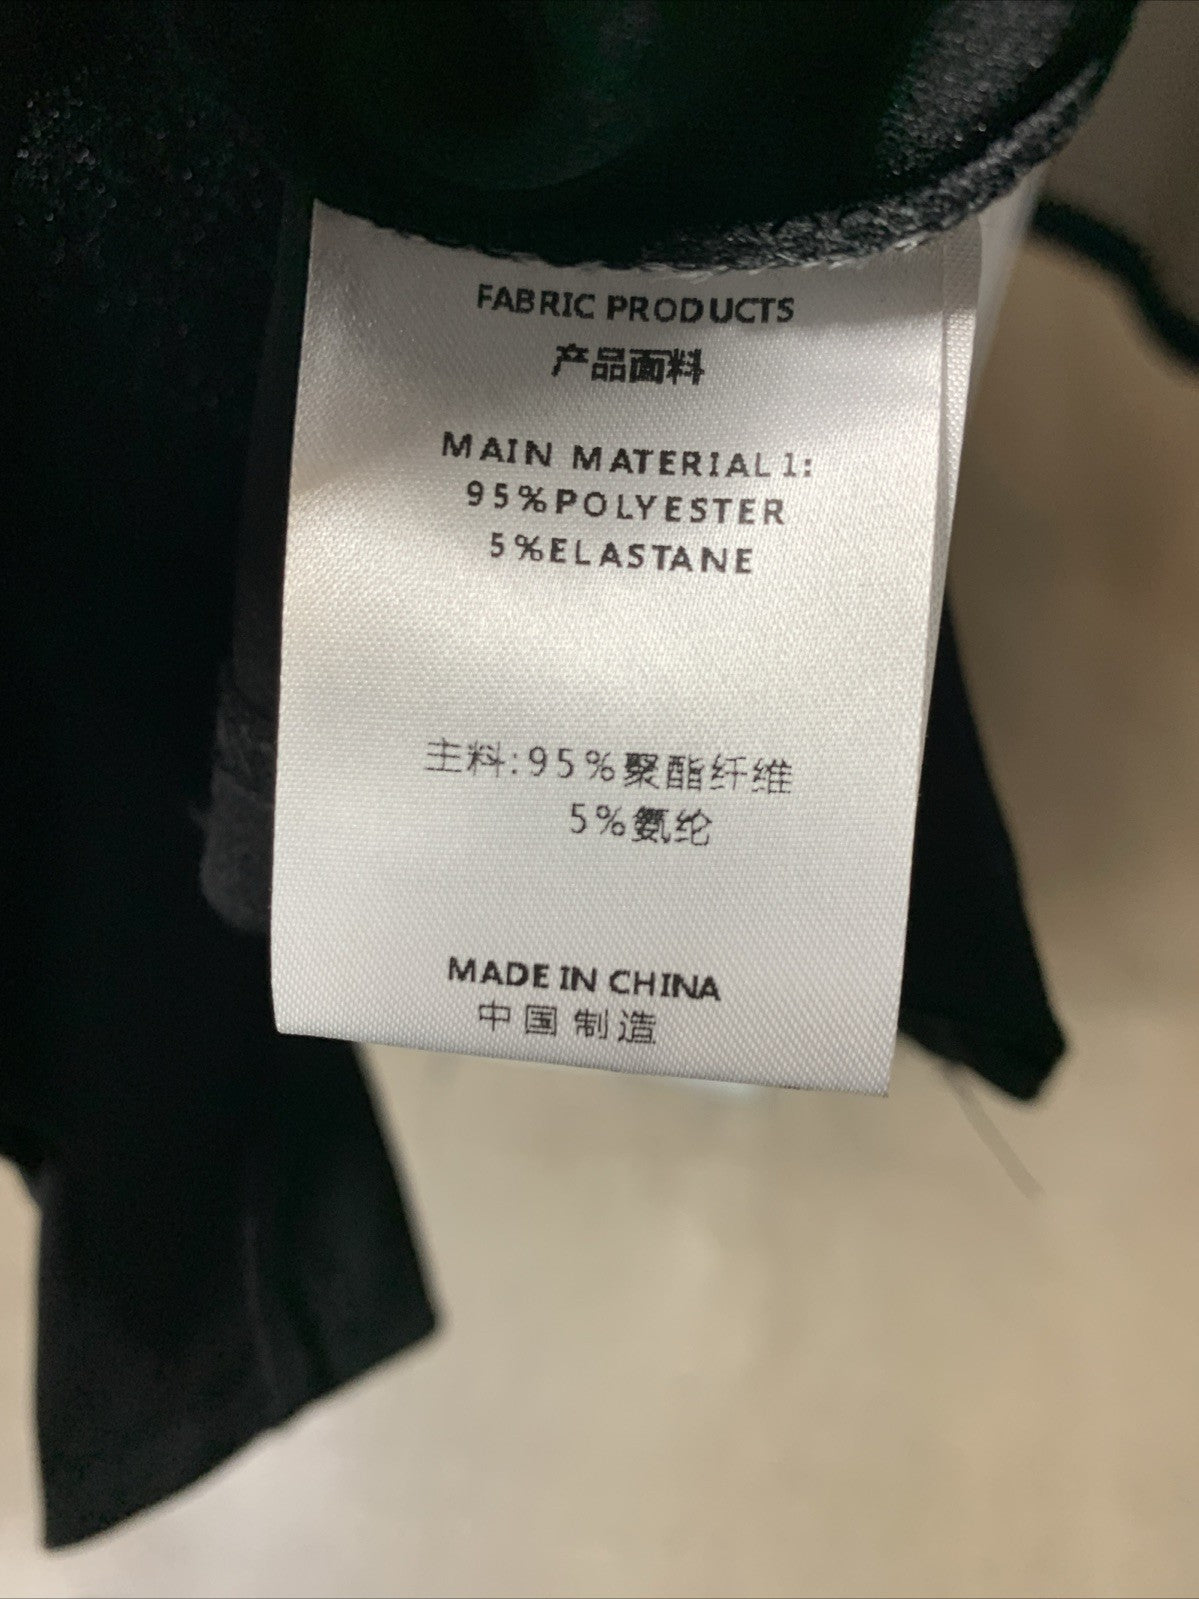 FABRIC PRODUCTS
产品面料
MAIN MATERIAL 1:
95%POLYESTER
5%ELASTANE
主料:95%聚酯纤维
5%氨纶
MADE IN CHINA
中国制造